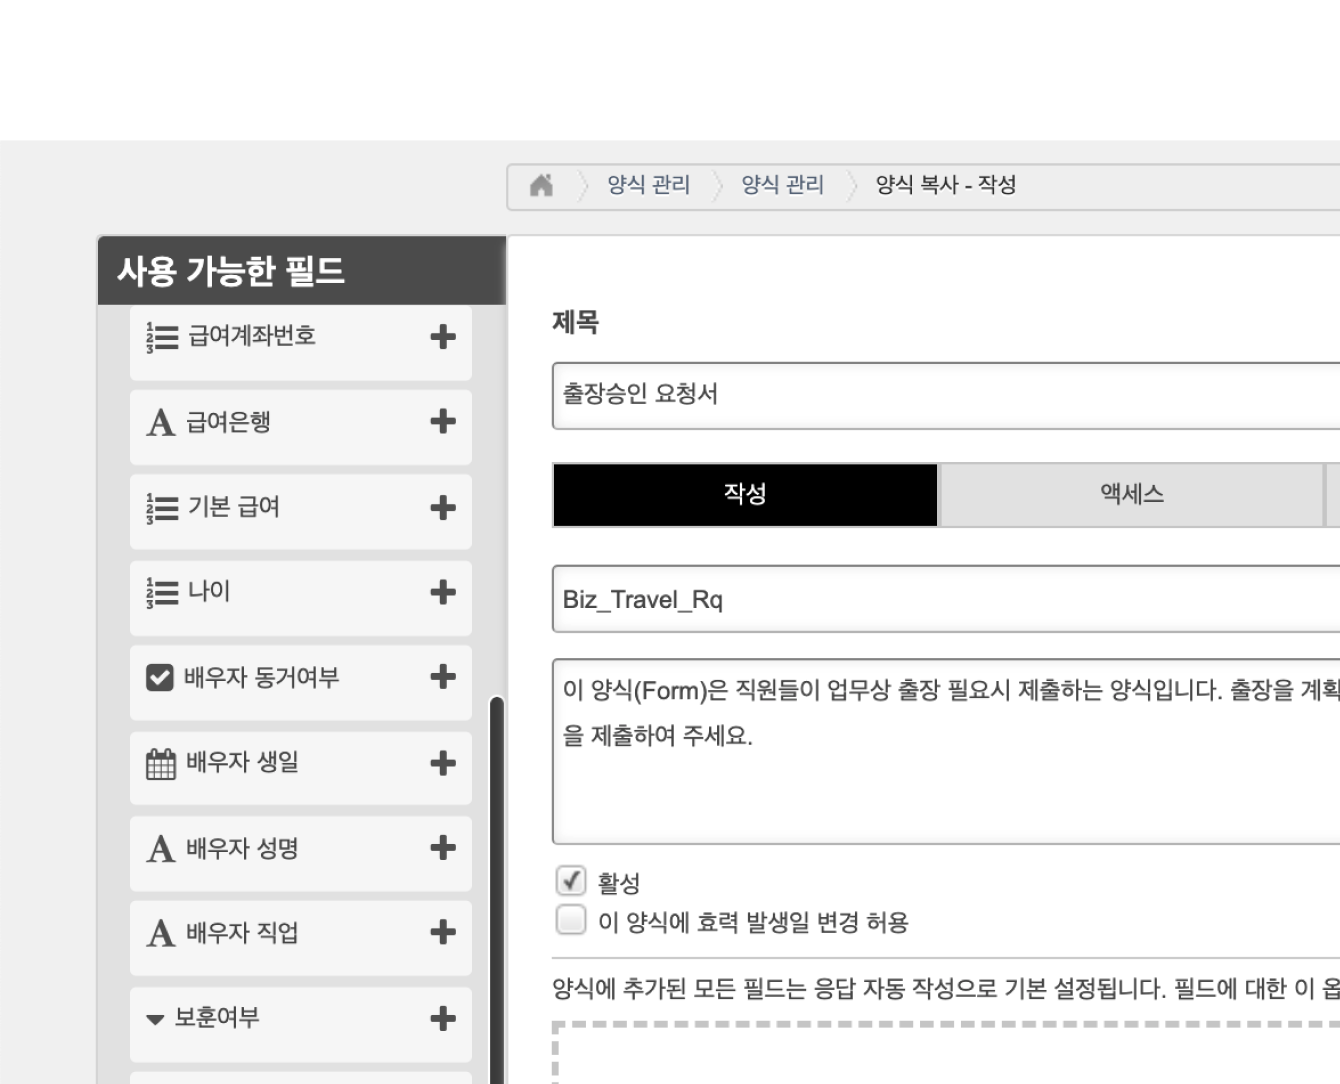 양식 관리 양식 관리 양식 복사 - 작성
사용 가능한 필드
급여계좌번호
급여은행
기본 급여
나이
배우자 동거여부
배우자 생일
배우자 성명
배우자 직업
보훈여부
제목
출장승인 요청서
작성 액세스
Biz_Travel_Rq
이 양식(Form)은 직원들이 업무상 출장 필요시 제출하는 양식입니다. 출장을 계획
을 제출하여 주세요.
활성
이 양식에 효력 발생일 변경 허용
양식에 추가된 모든 필드는 응답 자동 작성으로 기본 설정됩니다. 필드에 대한 이